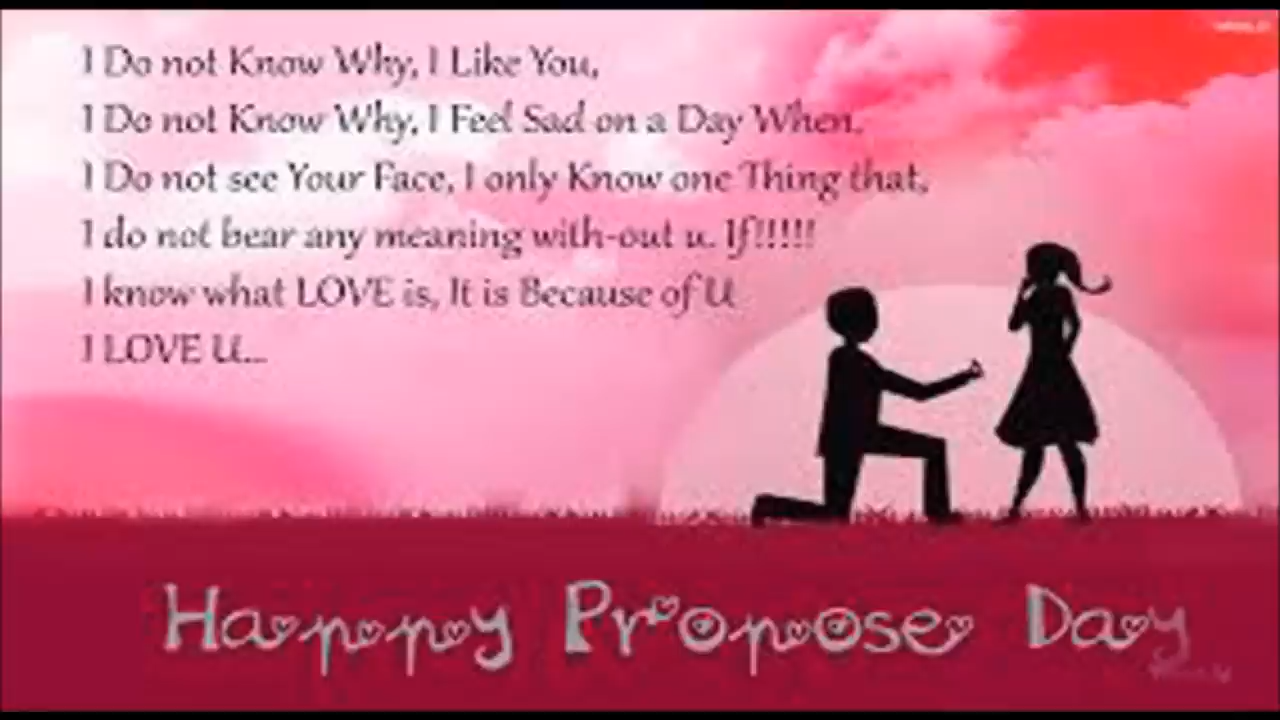 I Do not Know Why, I Like You,
I Do not Know Why, I Feel Sad on a Day When,
I Do not see Your Face, I only Know one Thing that,
I do not bear any meaning with-out u. If!!!!!
I know what LOVE is, It is Because of U
I LOVE U...
Happy Propose Day